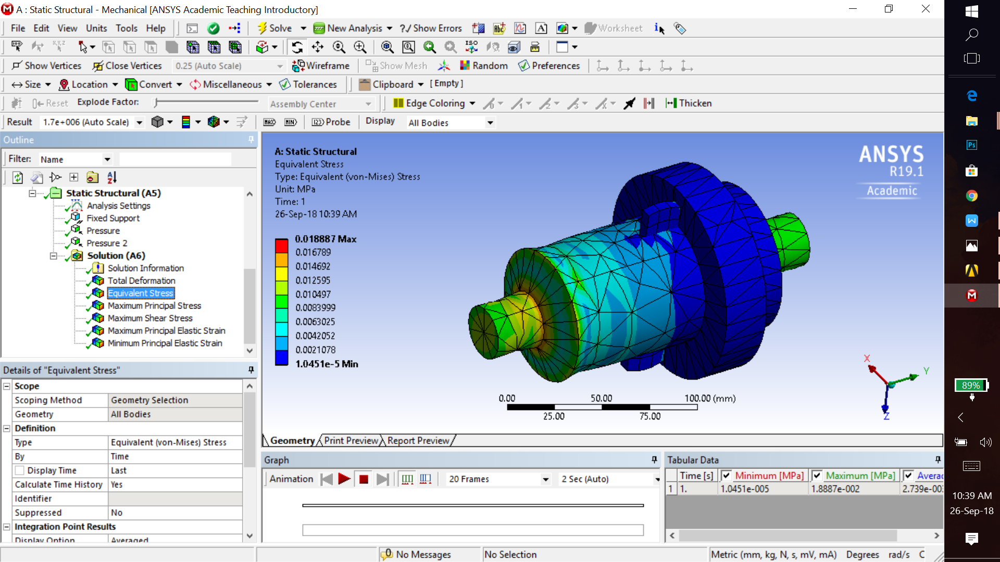 A : Static Structural - Mechanical [ANSYS Academic Teaching Introductory]
File Edit View Units Tools Help Solve New Analysis ?/ Show Errors Worksheet
Show Vertices Close Vertices 0.25 (Auto Scale) Wireframe Show Mesh Random Preferences
Size Location Convert Miscellaneous Tolerances Clipboard [ Empty ]
Reset Explode Factor: Assembly Center Edge Coloring Thicken
Result 1.7e+006 (Auto Scale) MAX MIN Probe Display All Bodies
Outline
Filter: Name
Static Structural (A5)
Analysis Settings
Fixed Support
Pressure
Pressure 2
Solution (A6)
Solution Information
Total Deformation
Equivalent Stress
Maximum Principal Stress
Maximum Shear Stress
Maximum Principal Elastic Strain
Minimum Principal Elastic Strain
Details of "Equivalent Stress"
Scope
Scoping Method Geometry Selection
Geometry All Bodies
Definition
Type Equivalent (von-Mises) Stress
By Time
Display Time Last
Calculate Time History Yes
Identifier
Suppressed No
Integration Point Results
Display Option Averaged
A: Static Structural
Equivalent Stress
Type: Equivalent (von-Mises) Stress
Unit: MPa
Time: 1
26-Sep-18 10:39 AM
0.018887 Max
0.016789
0.014692
0.012595
0.010497
0.0083999
0.0063025
0.0042052
0.0021078
1.0451e-5 Min
ANSYS
R19.1
Academic
0.00 50.00 100.00 (mm)
25.00 75.00
X
Y
Z
Geometry Print Preview Report Preview
Graph
Animation 20 Frames 2 Sec (Auto)
Tabular Data
Time [s] Minimum [MPa] Maximum [MPa] Averag
1 1. 1.0451e-005 1.8887e-002 2.739e-003
No Messages No Selection Metric (mm, kg, N, s, mV, mA) Degrees rad/s C
89%
10:39 AM
26-Sep-18